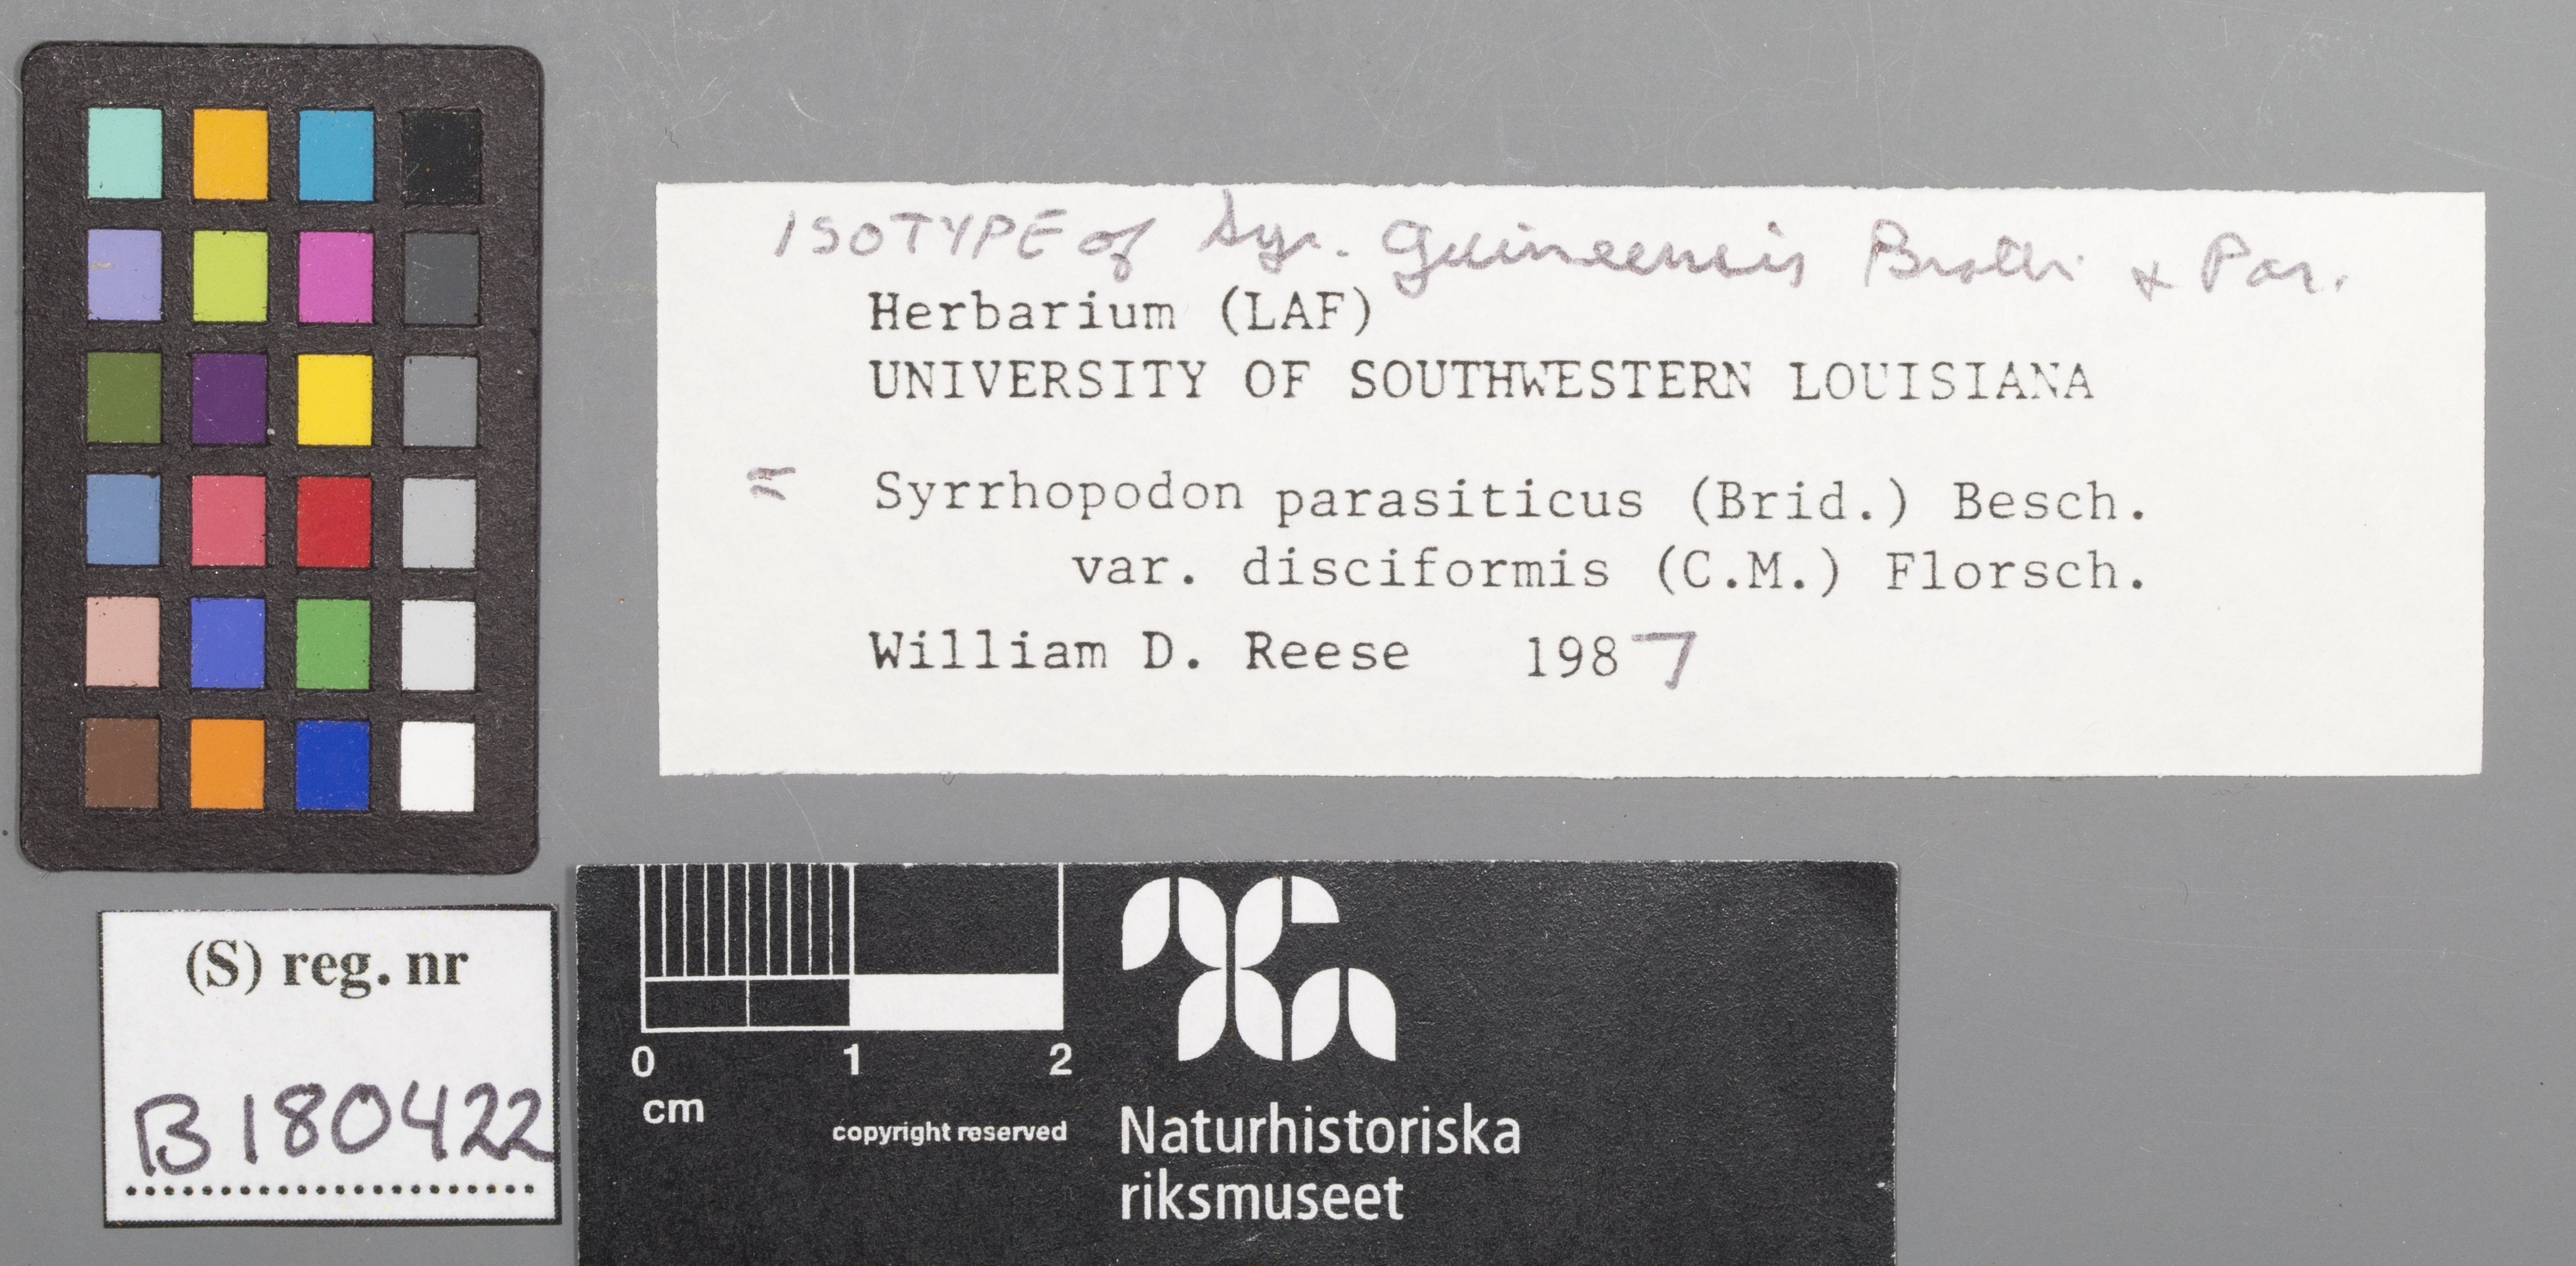 ISOTYPE of Syr. guineensis Broth. & Par.
Herbarium (LAF)
UNIVERSITY OF SOUTHWESTERN LOUISIANA
= Syrrhopodon parasiticus (Brid.) Besch.
var. disciformis (C.M.) Florsch.
William D. Reese 1987
(S) reg. nr
B180422
0 1 2
cm
copyright reserved
Naturhistoriska
riksmuseet